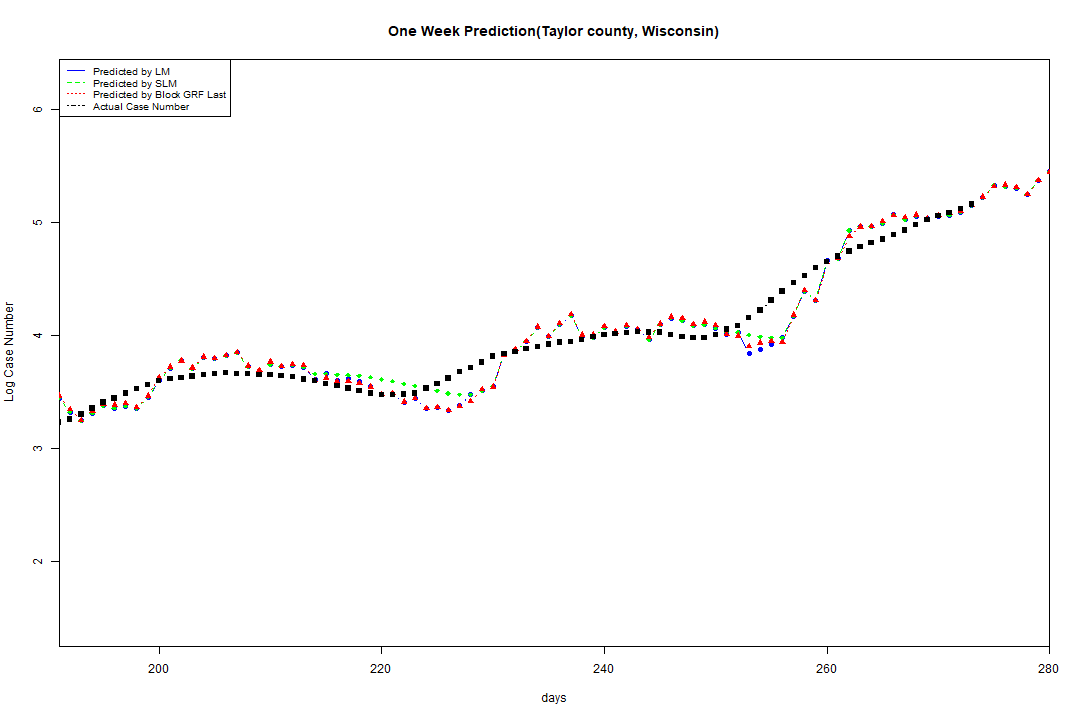 One Week Prediction(Taylor county, Wisconsin)
Predicted by LM
Predicted by SLM
Predicted by Block GRF Last
Actual Case Number
6
5
4
3
2
Log Case Number
200
220
240
260
280
days